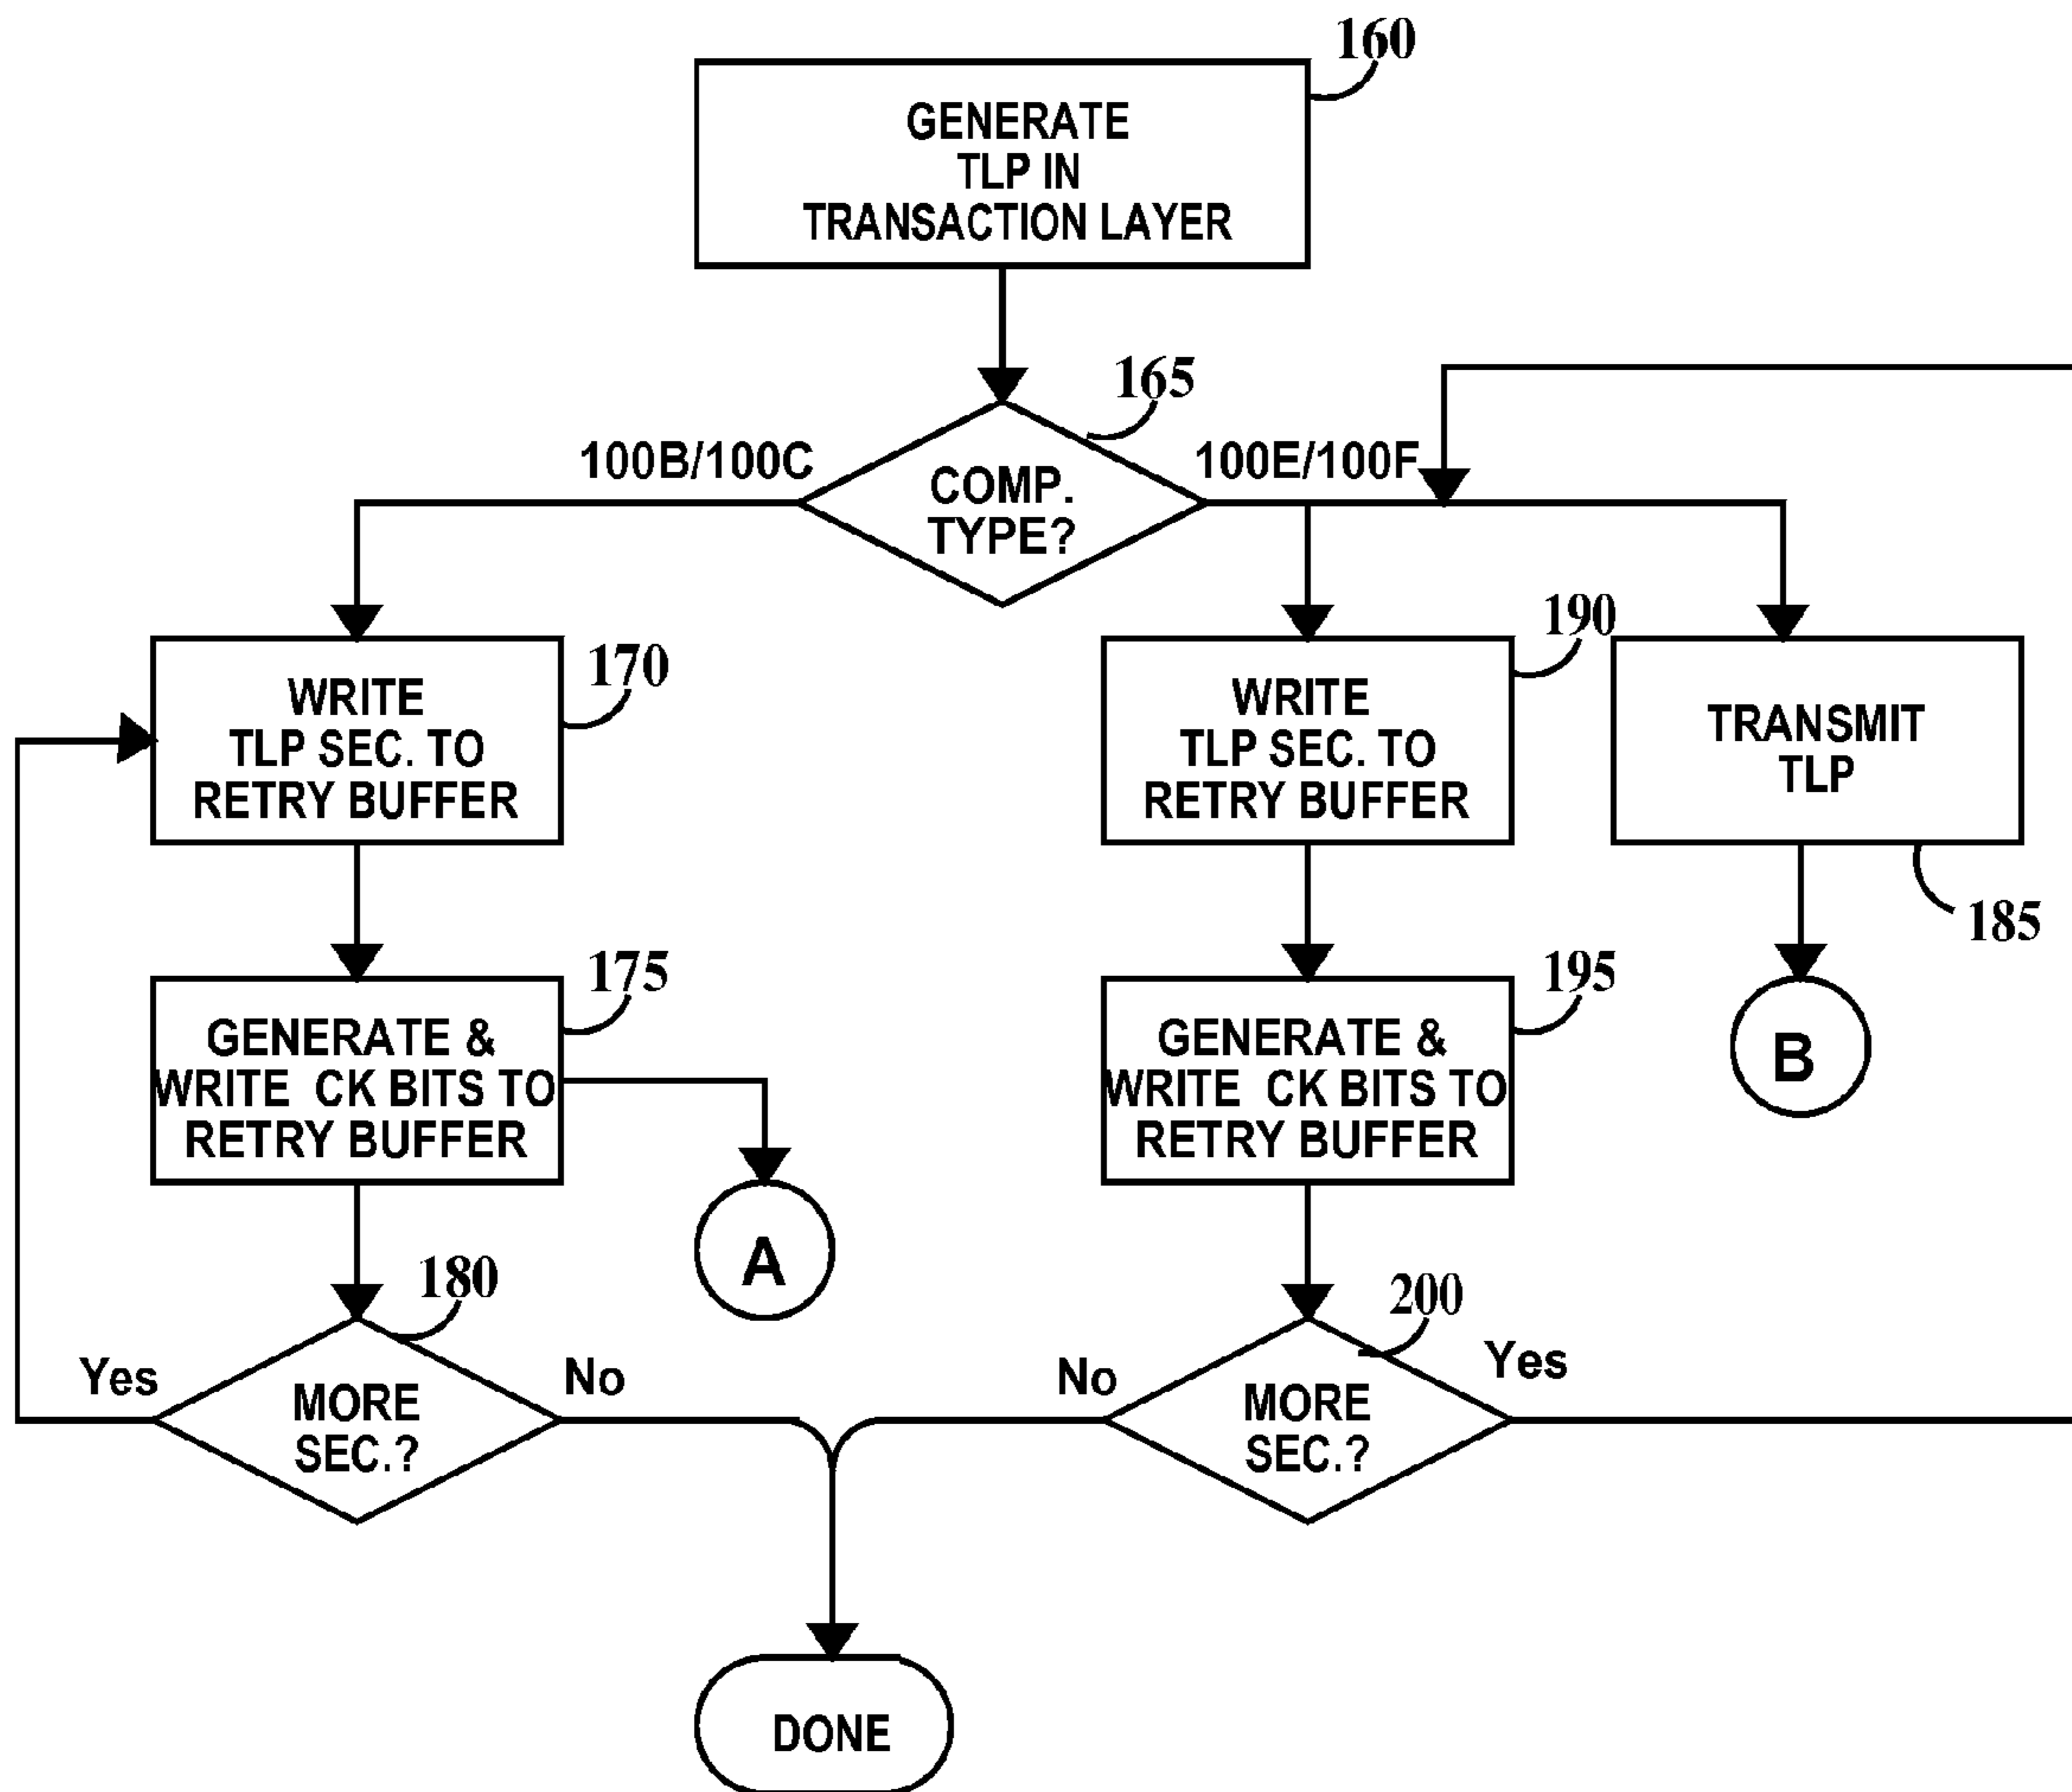 160
GENERATE
TLP IN
TRANSACTION LAYER
165
100B/100C
100E/100F
COMP.
TYPE?
170
WRITE
TLP SEC. TO
RETRY BUFFER
190
WRITE
TLP SEC. TO
RETRY BUFFER
TRANSMIT
TLP
185
175
GENERATE &
WRITE CK BITS TO
RETRY BUFFER
195
GENERATE &
WRITE CK BITS TO
RETRY BUFFER
B
A
180
Yes
MORE
SEC.?
No
200
No
MORE
SEC.?
Yes
DONE